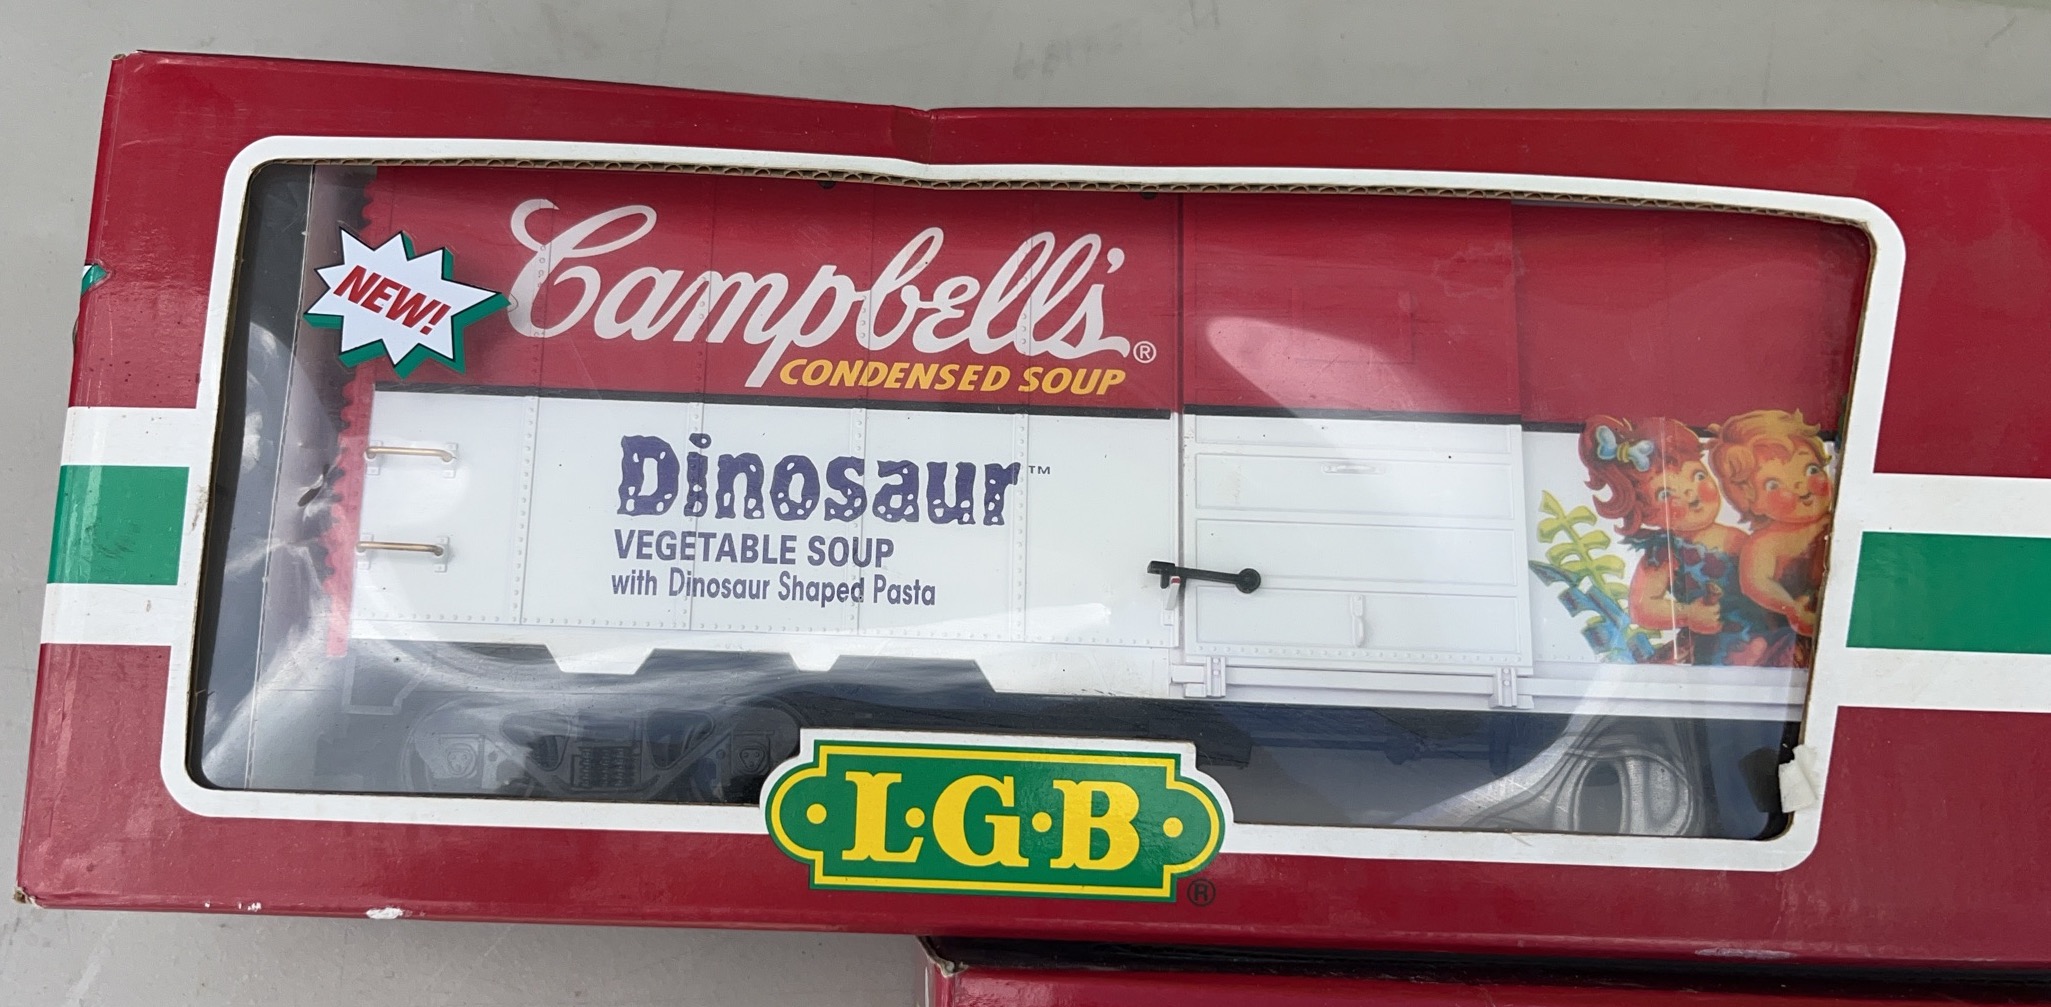 NEW!
Campbell's®
CONDENSED SOUP
Dinosaur™
VEGETABLE SOUP
with Dinosaur Shaped Pasta
L·G·B®